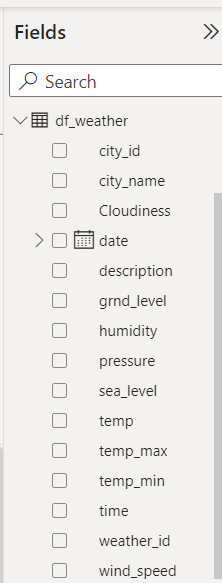 Fields
Search
df_weather
city_id
city_name
Cloudiness
date
description
grnd_level
humidity
pressure
sea_level
temp
temp_max
temp_min
time
weather_id
wind_speed